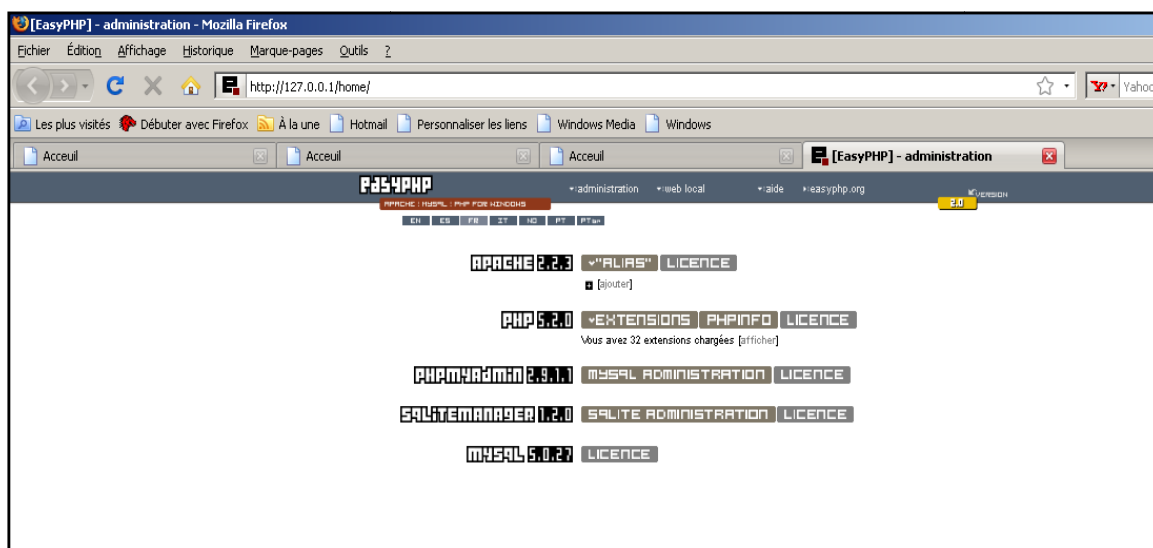 [EasyPHP] - administration - Mozilla Firefox
Fichier Édition Affichage Historique Marque-pages Outils ?
http://127.0.0.1/home/ Yahoo
Les plus visités Débuter avec Firefox À la une Hotmail Personnaliser les liens Windows Media Windows
Acceuil Acceuil Acceuil [EasyPHP] - administration
EASYPHP administration web local aide easyphp.org VERSION
APACHE : MYSQL : PHP FOR WINDOWS 2.0
EN ES FR IT NO PT PTBR
APACHE 2.2.3 "ALIAS" LICENCE
[ajouter]
PHP 5.2.0 EXTENSIONS PHPINFO LICENCE
Vous avez 32 extensions chargées [afficher]
PHPMYADMIN 2.9.1.1 MYSQL ADMINISTRATION LICENCE
SQLITEMANAGER 1.2.0 SQLITE ADMINISTRATION LICENCE
MYSQL 5.0.27 LICENCE